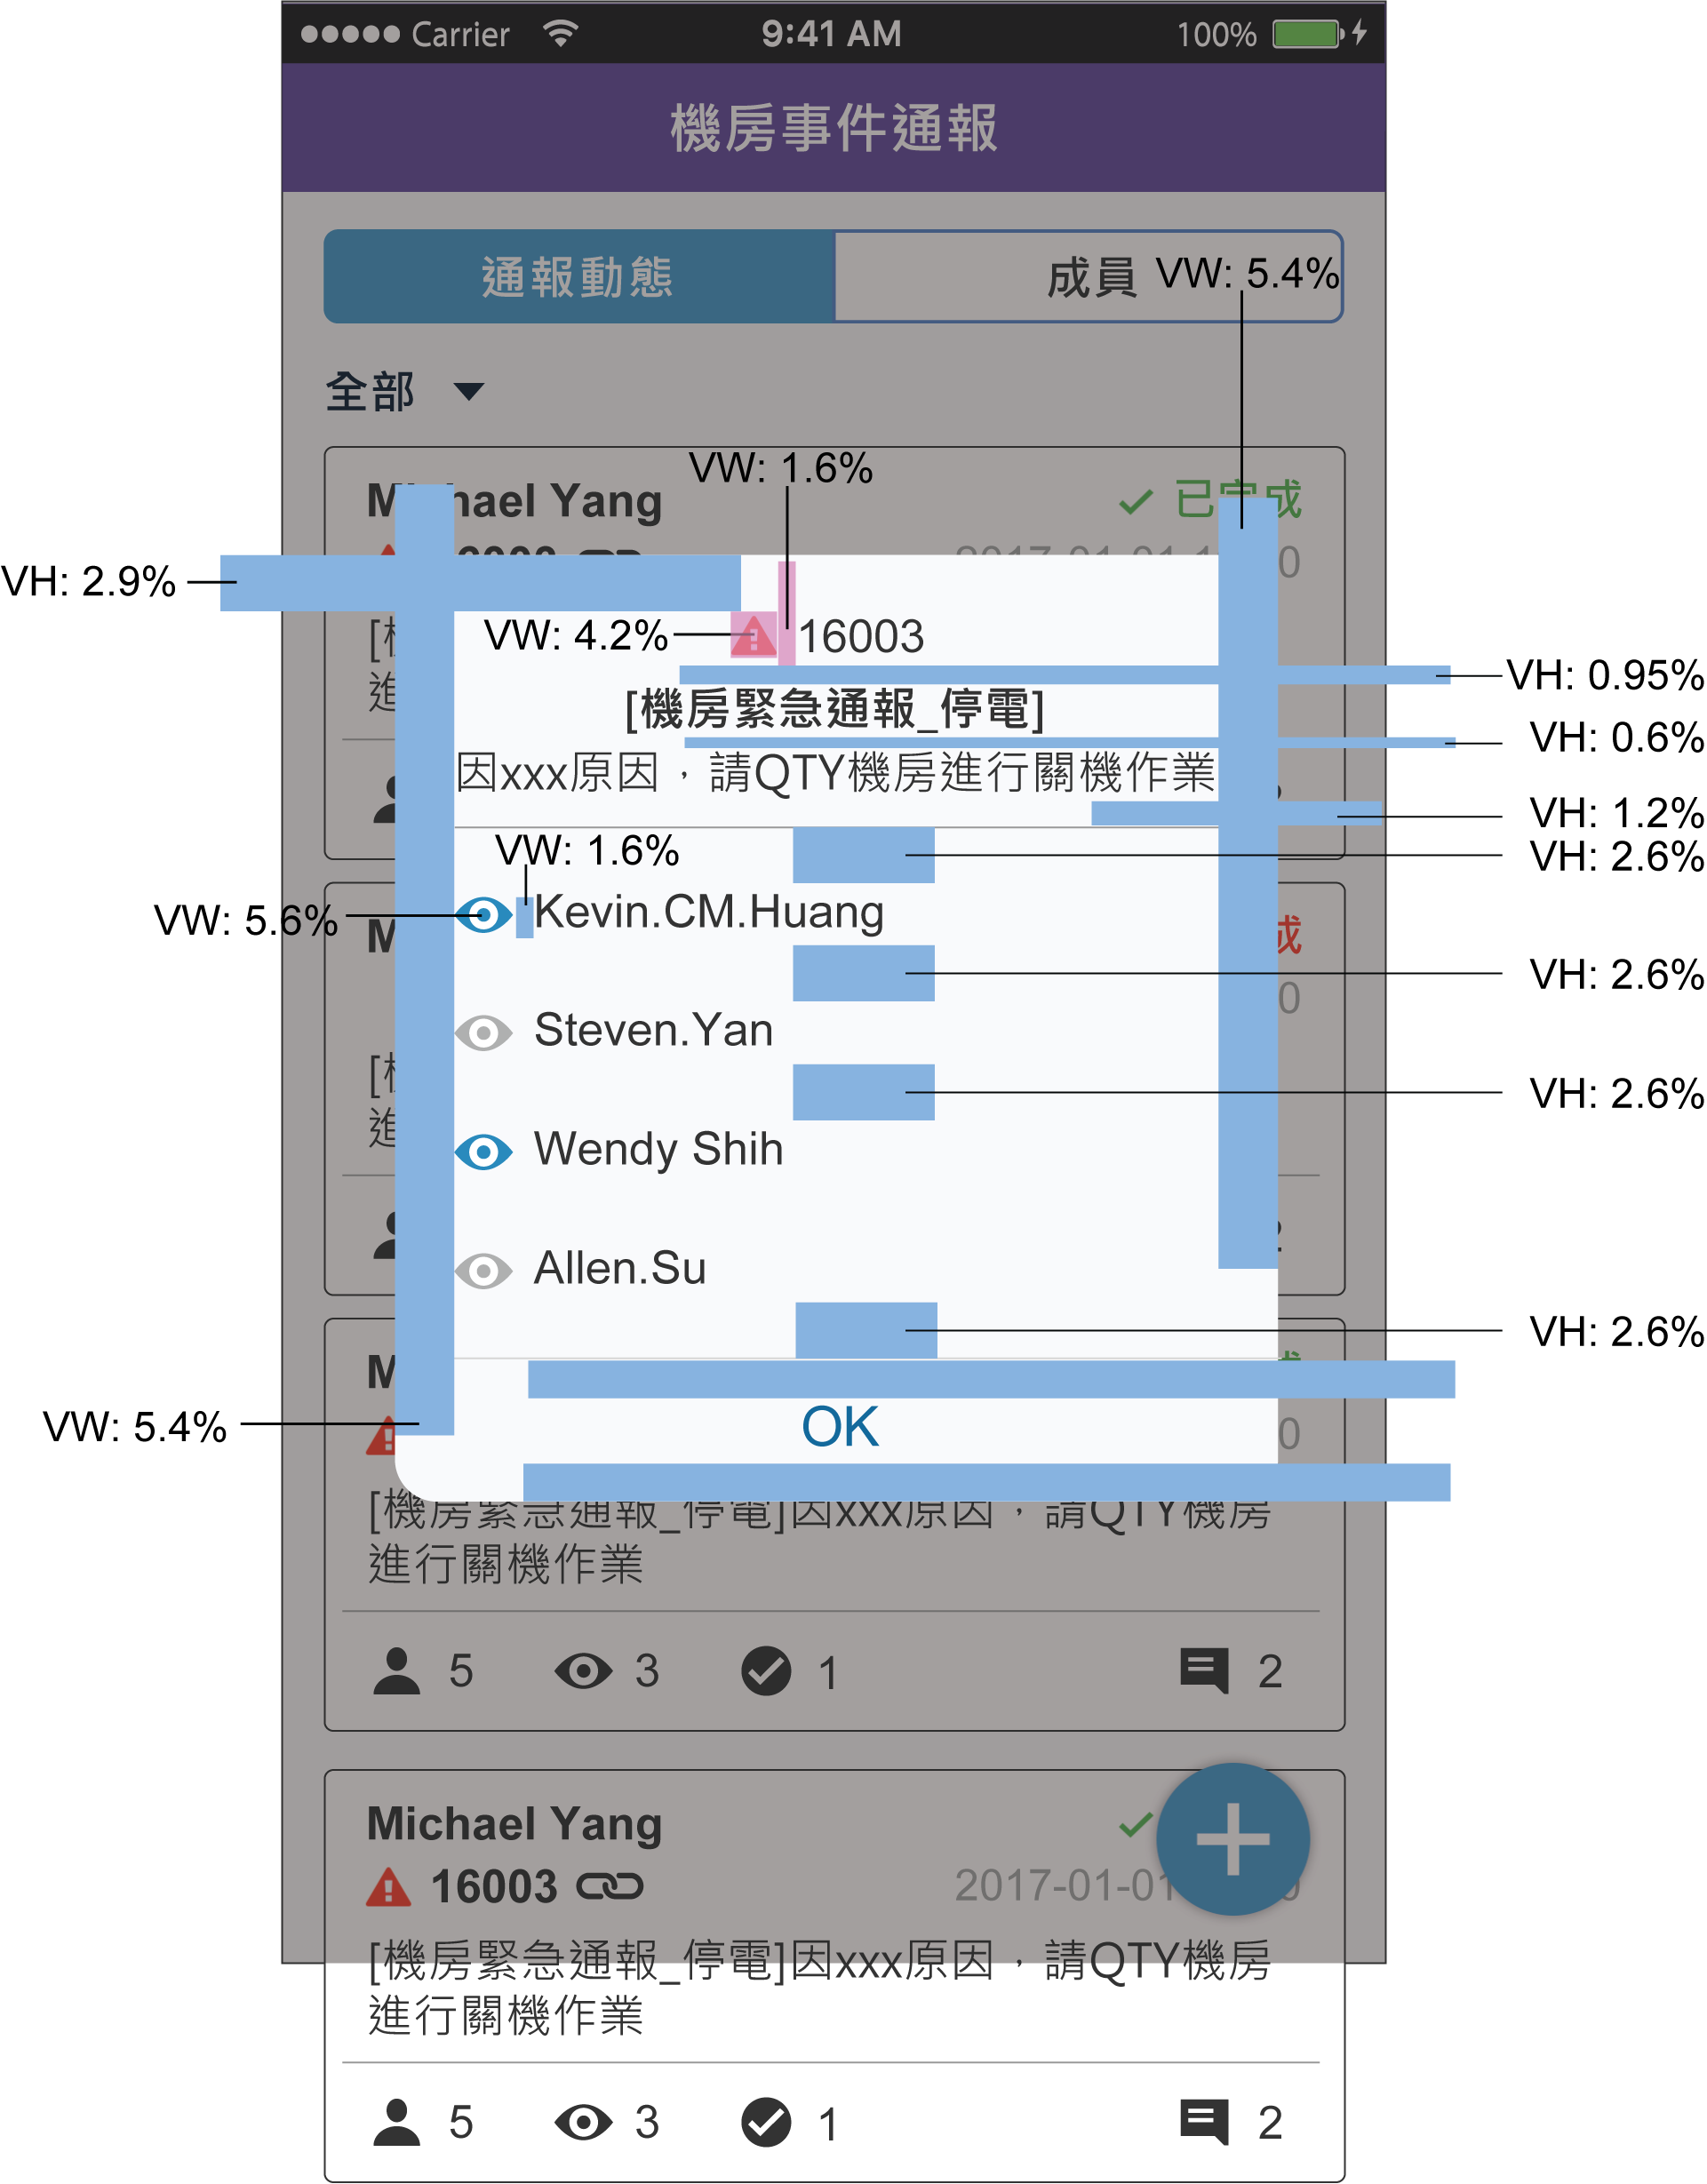 Carrier 9:41 AM 100%
機房事件通報
通報動態 成員 VW: 5.4%
全部
VW: 1.6%
Michael Yang 已完成
VH: 2.9%
VW: 4.2% 16003
VH: 0.95%
[機房緊急通報_停電]
VH: 0.6%
因xxx原因，請QTY機房進行關機作業
VH: 1.2%
VW: 1.6% VH: 2.6%
VW: 5.6% Kevin.CM.Huang
VH: 2.6%
Steven.Yan
VH: 2.6%
Wendy Shih
Allen.Su
VH: 2.6%
VW: 5.4% OK
[機房緊急通報_停電]因xxx原因，請QTY機房
進行關機作業
5 3 1 2
Michael Yang
16003 2017-01-01
[機房緊急通報_停電]因xxx原因，請QTY機房
進行關機作業
5 3 1 2